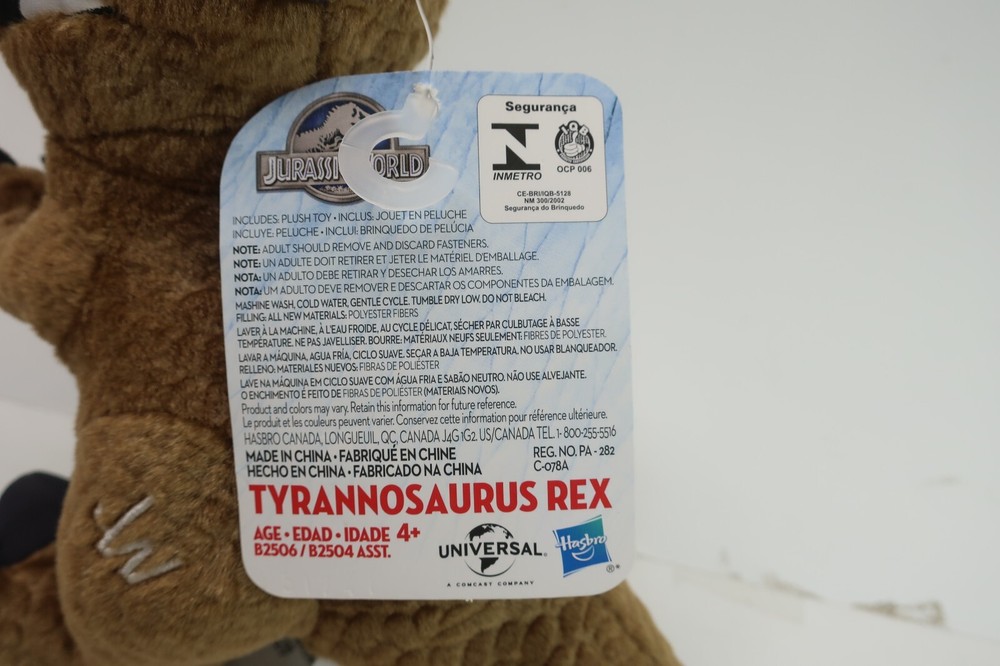 JURASSI WORLD
Segurança
INMETRO
OCP 006
CE-BRI/IQB-5128
NM 300/2002
Segurança do Brinquedo
INCLUDES: PLUSH TOY • INCLUS: JOUET EN PELUCHE
INCLUYE: PELUCHE • INCLUI: BRINQUEDO DE PELÚCIA
NOTE: ADULT SHOULD REMOVE AND DISCARD FASTENERS.
NOTE: UN ADULTE DOIT RETIRER ET JETER LE MATÉRIEL D'EMBALLAGE.
NOTA: UN ADULTO DEBE RETIRAR Y DESECHAR LOS AMARRES.
NOTA: UM ADULTO DEVE REMOVER E DESCARTAR OS COMPONENTES DA EMBALAGEM.
MASHINE WASH, COLD WATER, GENTLE CYCLE. TUMBLE DRY LOW. DO NOT BLEACH.
FILLING: ALL NEW MATERIALS: POLYESTER FIBERS
LAVER À LA MACHINE, À L'EAU FROIDE, AU CYCLE DÉLICAT, SÉCHER PAR CULBUTAGE À BASSE
TEMPÉRATURE. NE PAS JAVELLISER. BOURRE: MATÉRIAUX NEUFS SEULEMENT: FIBRES DE POLYESTER.
LAVAR A MÁQUINA, AGUA FRÍA, CICLO SUAVE. SECAR A BAJA TEMPERATURA. NO USAR BLANQUEADOR.
RELLENO: MATERIALES NUEVOS: FIBRAS DE POLIÉSTER
LAVE NA MÁQUINA EM CICLO SUAVE COM ÁGUA FRIA E SABÃO NEUTRO. NÃO USE ALVEJANTE.
O ENCHIMENTO É FEITO DE FIBRAS DE POLIÉSTER (MATERIAIS NOVOS).
Product and colors may vary. Retain this information for future reference.
Le produit et les couleurs peuvent varier. Conservez cette information pour référence ultérieure.
HASBRO CANADA, LONGUEUIL, QC, CANADA J4G 1G2. US/CANADA TEL. 1-800-255-5516
MADE IN CHINA • FABRIQUÉ EN CHINE
HECHO EN CHINA • FABRICADO NA CHINA
REG. NO. PA - 282
C-078A
TYRANNOSAURUS REX
AGE • EDAD • IDADE 4+
B2506 / B2504 ASST.
UNIVERSAL
A COMCAST COMPANY
Hasbro
JW